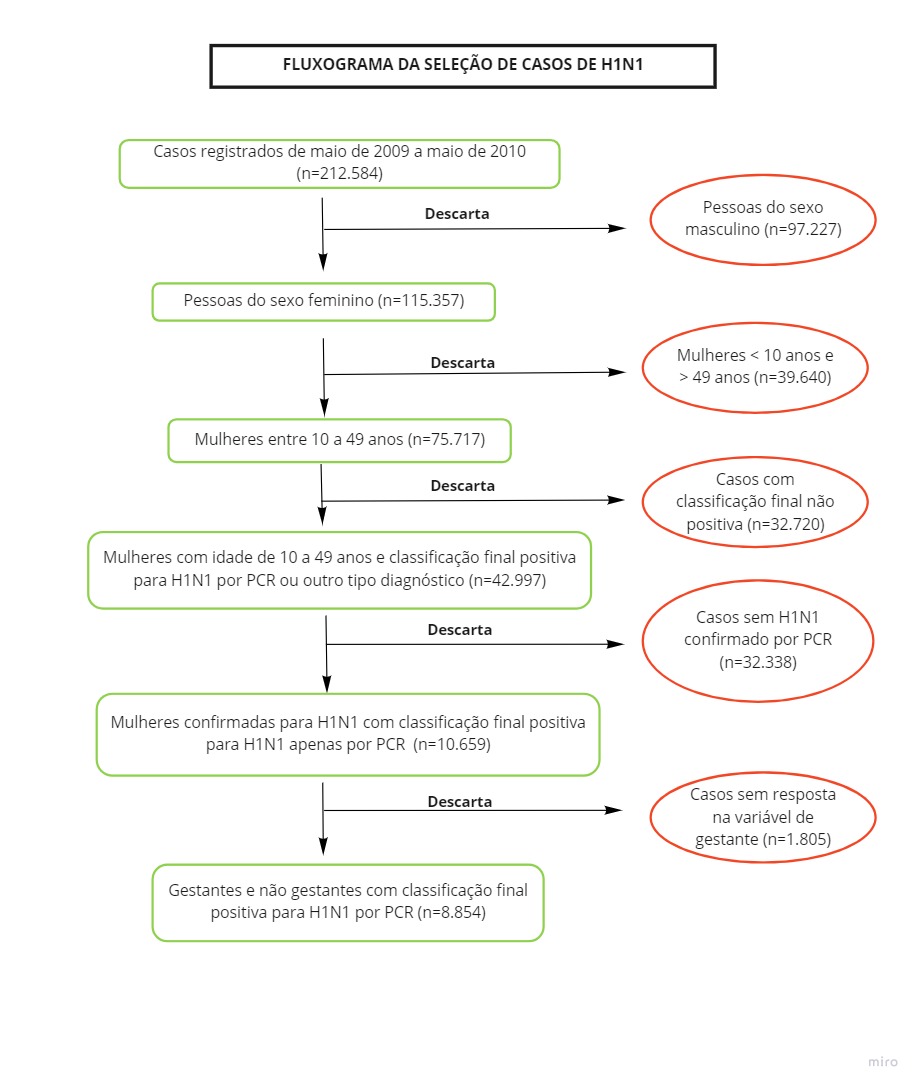 FLUXOGRAMA DA SELEÇÃO DE CASOS DE H1N1
Casos registrados de maio de 2009 a maio de 2010
(n=212.584)
Descarta
Pessoas do sexo
masculino (n=97.227)
Pessoas do sexo feminino (n=115.357)
Descarta
Mulheres < 10 anos e
> 49 anos (n=39.640)
Mulheres entre 10 a 49 anos (n=75.717)
Descarta
Casos com
classificação final não
positiva (n=32.720)
Mulheres com idade de 10 a 49 anos e classificação final positiva
para H1N1 por PCR ou outro tipo diagnóstico (n=42.997)
Descarta
Casos sem H1N1
confirmado por PCR
(n=32.338)
Mulheres confirmadas para H1N1 com classificação final positiva
para H1N1 apenas por PCR (n=10.659)
Descarta
Casos sem resposta
na variável de
gestante (n=1.805)
Gestantes e não gestantes com classificação final
positiva para H1N1 por PCR (n=8.854)
miro